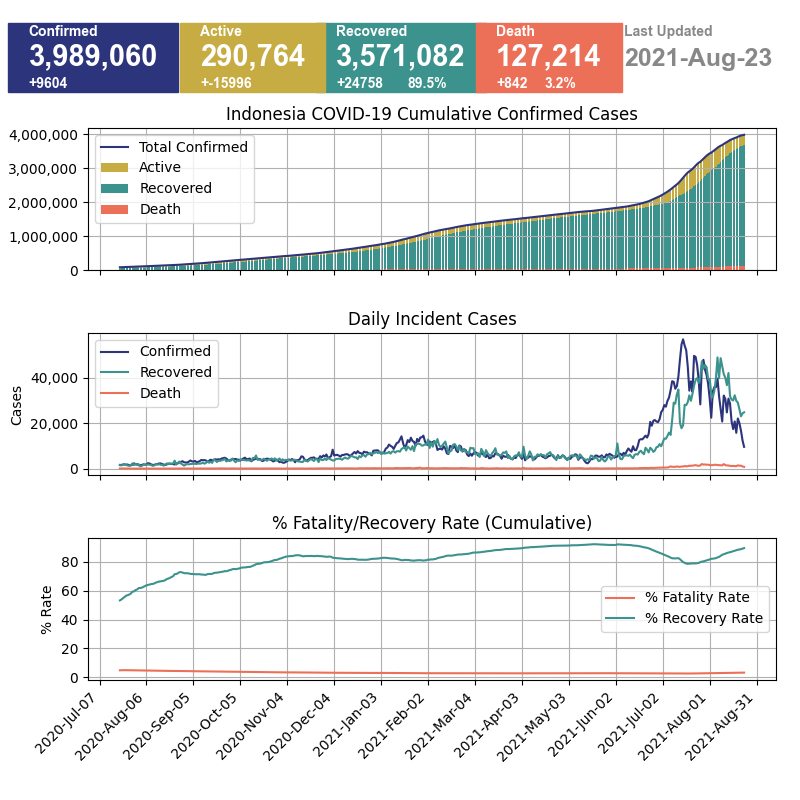 Confirmed
3,989,060
+9604
Active
290,764
+-15996
Recovered
3,571,082
+24758 89.5%
Death
127,214
+842 3.2%
Last Updated
2021-Aug-23
Indonesia COVID-19 Cumulative Confirmed Cases
4,000,000
3,000,000
2,000,000
1,000,000
0
Total Confirmed
Active
Recovered
Death
Daily Incident Cases
Cases
40,000
20,000
0
Confirmed
Recovered
Death
% Fatality/Recovery Rate (Cumulative)
% Rate
80
60
40
20
0
% Fatality Rate
% Recovery Rate
2020-Jul-07
2020-Aug-06
2020-Sep-05
2020-Oct-05
2020-Nov-04
2020-Dec-04
2021-Jan-03
2021-Feb-02
2021-Mar-04
2021-Apr-03
2021-May-03
2021-Jun-02
2021-Jul-02
2021-Aug-01
2021-Aug-31